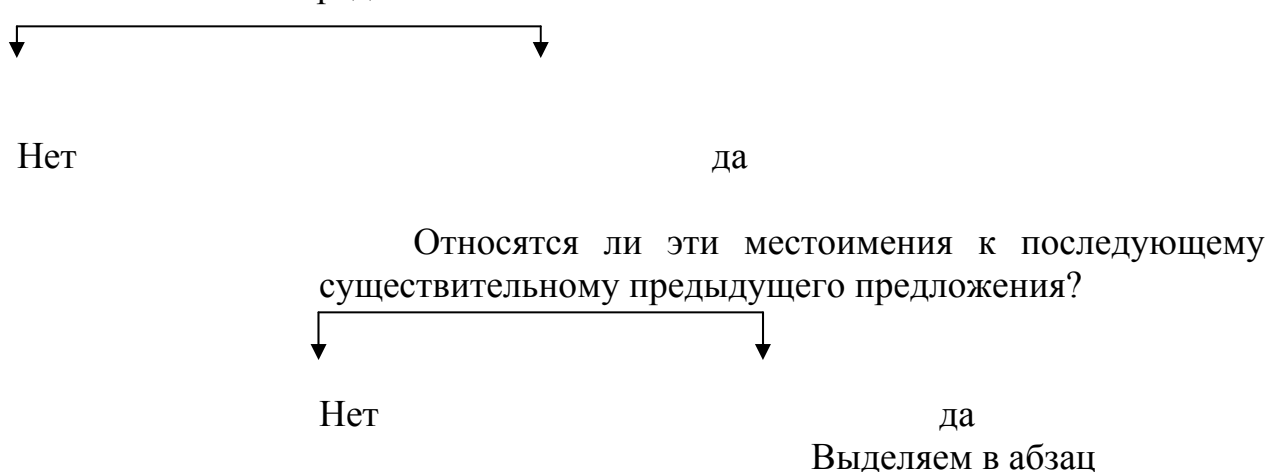 Нет да
Относятся ли эти местоимения к последующему
существительному предыдущего предложения?
Нет да
Выделяем в абзац